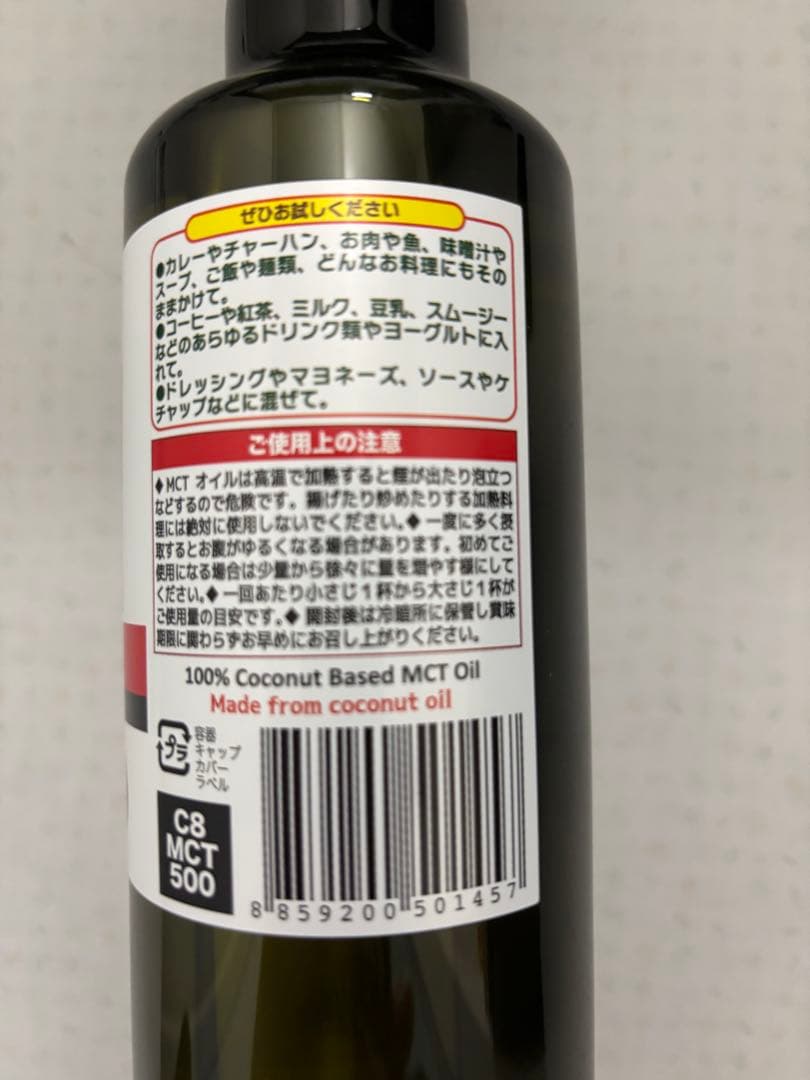 ぜひお試しください
●カレーやチャーハン、お肉や魚、味噌汁や
スープ、ご飯や麺類、どんなお料理にもその
ままかけて。
●コーヒーや紅茶、ミルク、豆乳、スムージー
などのあらゆるドリンク類やヨーグルトに入
れて。
●ドレッシングやマヨネーズ、ソースやケ
チャップなどに混ぜて。
ご使用上の注意
◆MCT オイルは高温で加熱すると煙が出たり泡立つ
などするので危険です。揚げたり炒めたりする加熱料
理には絶対に使用しないでください。◆一度に多く摂
取するとお腹がゆるくなる場合があります。初めてご
使用になる場合は少量から徐々に量を増やす様にして
ください。◆一回あたり小さじ1杯から大さじ1杯が
ご使用量の目安です。◆開封後は冷暗所に保管し賞味
期限に関わらずお早めにお召し上がりください。
100% Coconut Based MCT Oil
Made from coconut oil
プラ
容器
キャップ
カバー
ラベル
C8
MCT
500
8 859200 501457